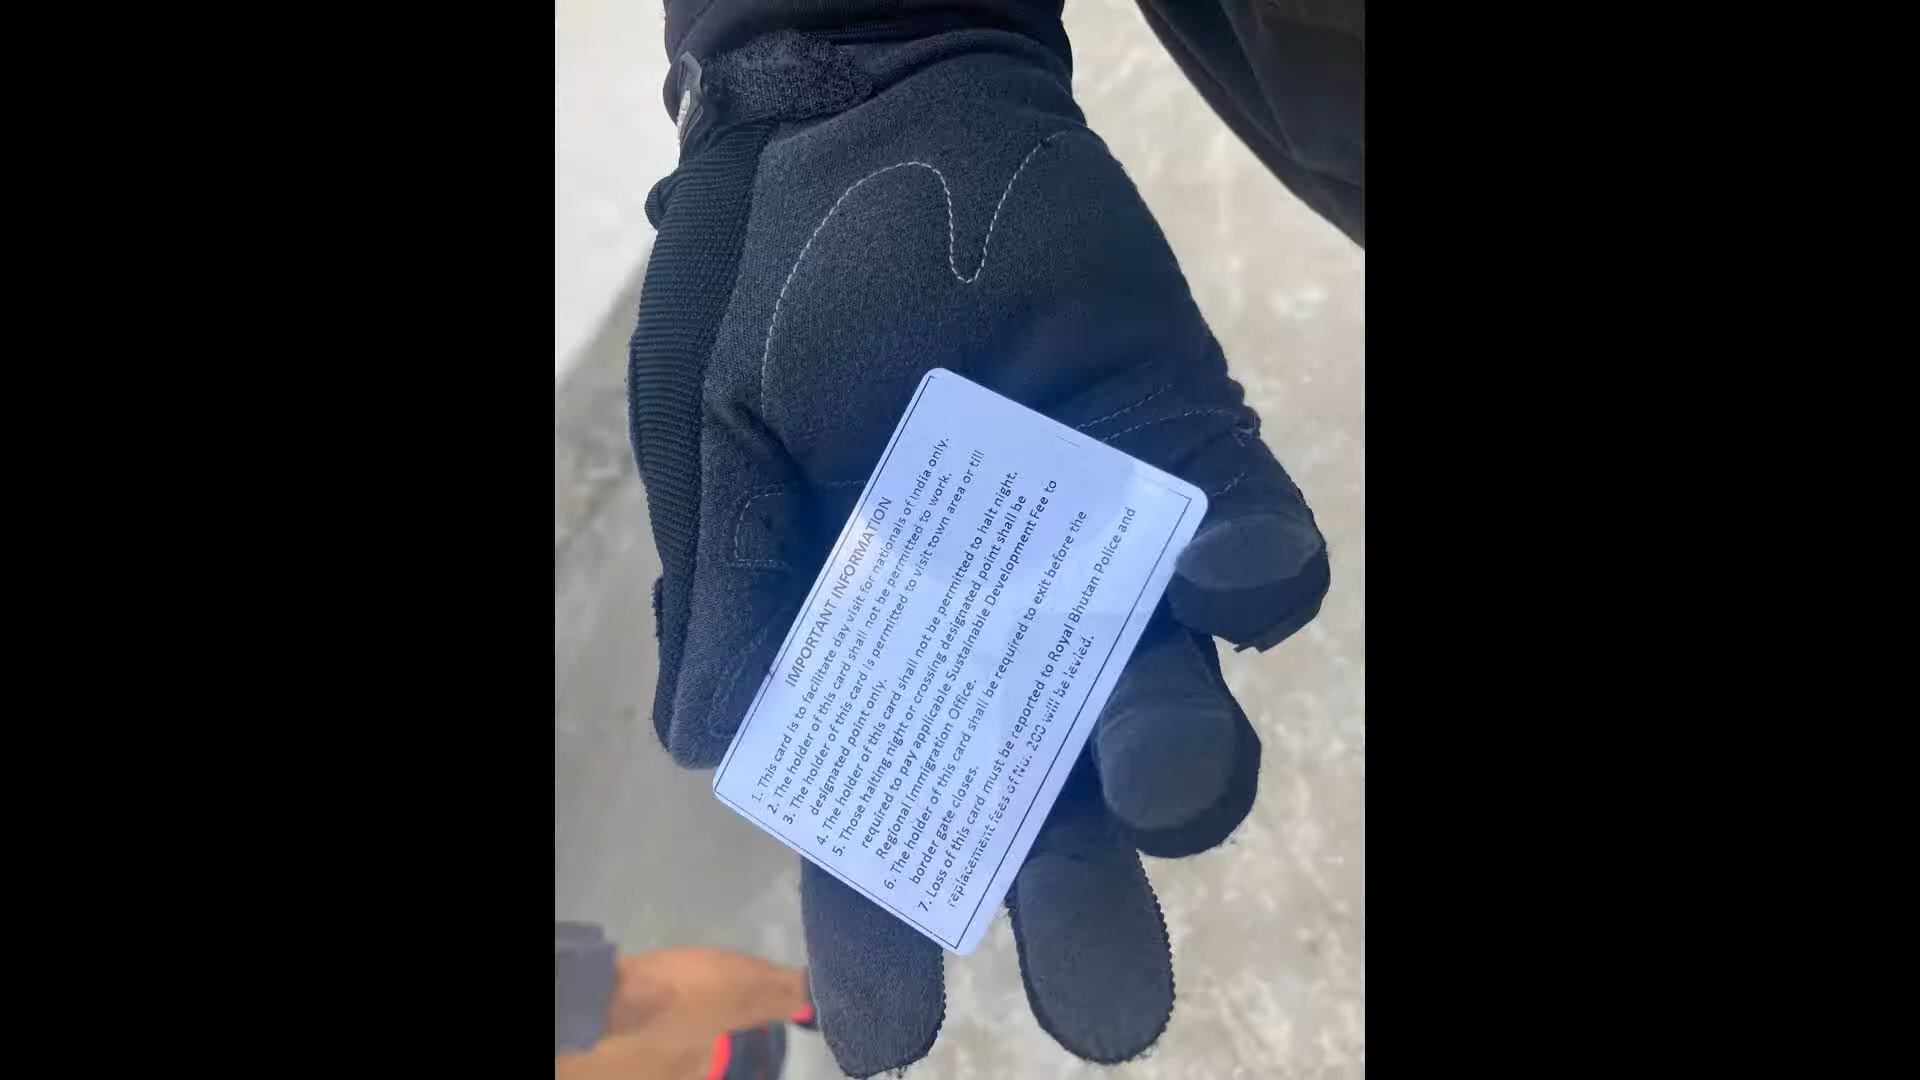 IMPORTANT INFORMATION
1. This card is to facilitate day visit for nationals of India only.
2. The holder of this card shall not be permitted to work.
3. The holder of this card is permitted to visit town area or till
designated point only.
4. The holder of this card shall not be permitted to halt night.
5. Those halting night or crossing designated point shall be
required to pay applicable Sustainable Development Fee to
Regional Immigration Office.
6. The holder of this card shall be required to exit before the
border gate closes.
7. Loss of this card must be reported to Royal Bhutan Police and
replacement fees of Nu. 200 will be levied.